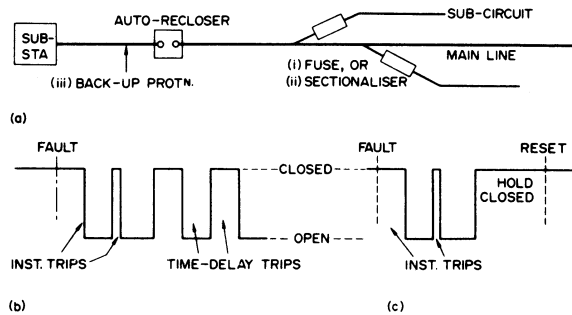 AUTO-RECLOSER
SUB-CIRCUIT
SUB-
STA
MAIN LINE
(i) FUSE, OR
(ii) SECTIONALISER
(iii) BACK-UP PROTN.
(a)
FAULT
CLOSED
OPEN
INST. TRIPS
TIME-DELAY TRIPS
(b)
FAULT
RESET
HOLD
CLOSED
INST. TRIPS
(c)